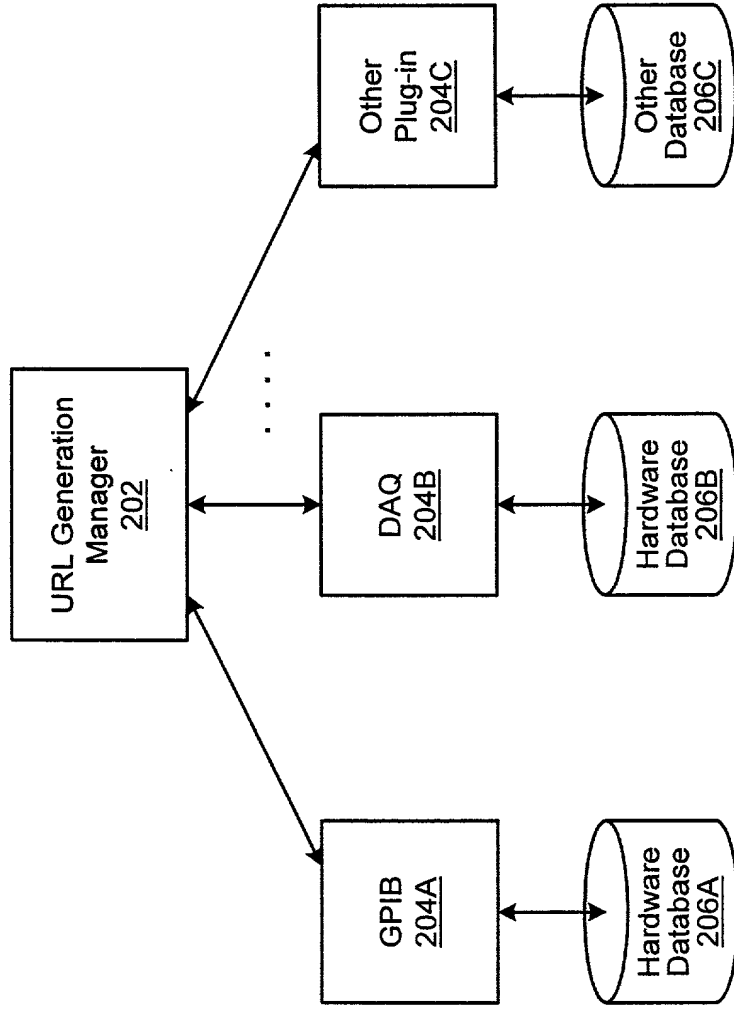 URL Generation
Manager
202
GPIB
204A
DAQ
204B
. . . .
Other
Plug-in
204C
Hardware
Database
206A
Hardware
Database
206B
Other
Database
206C